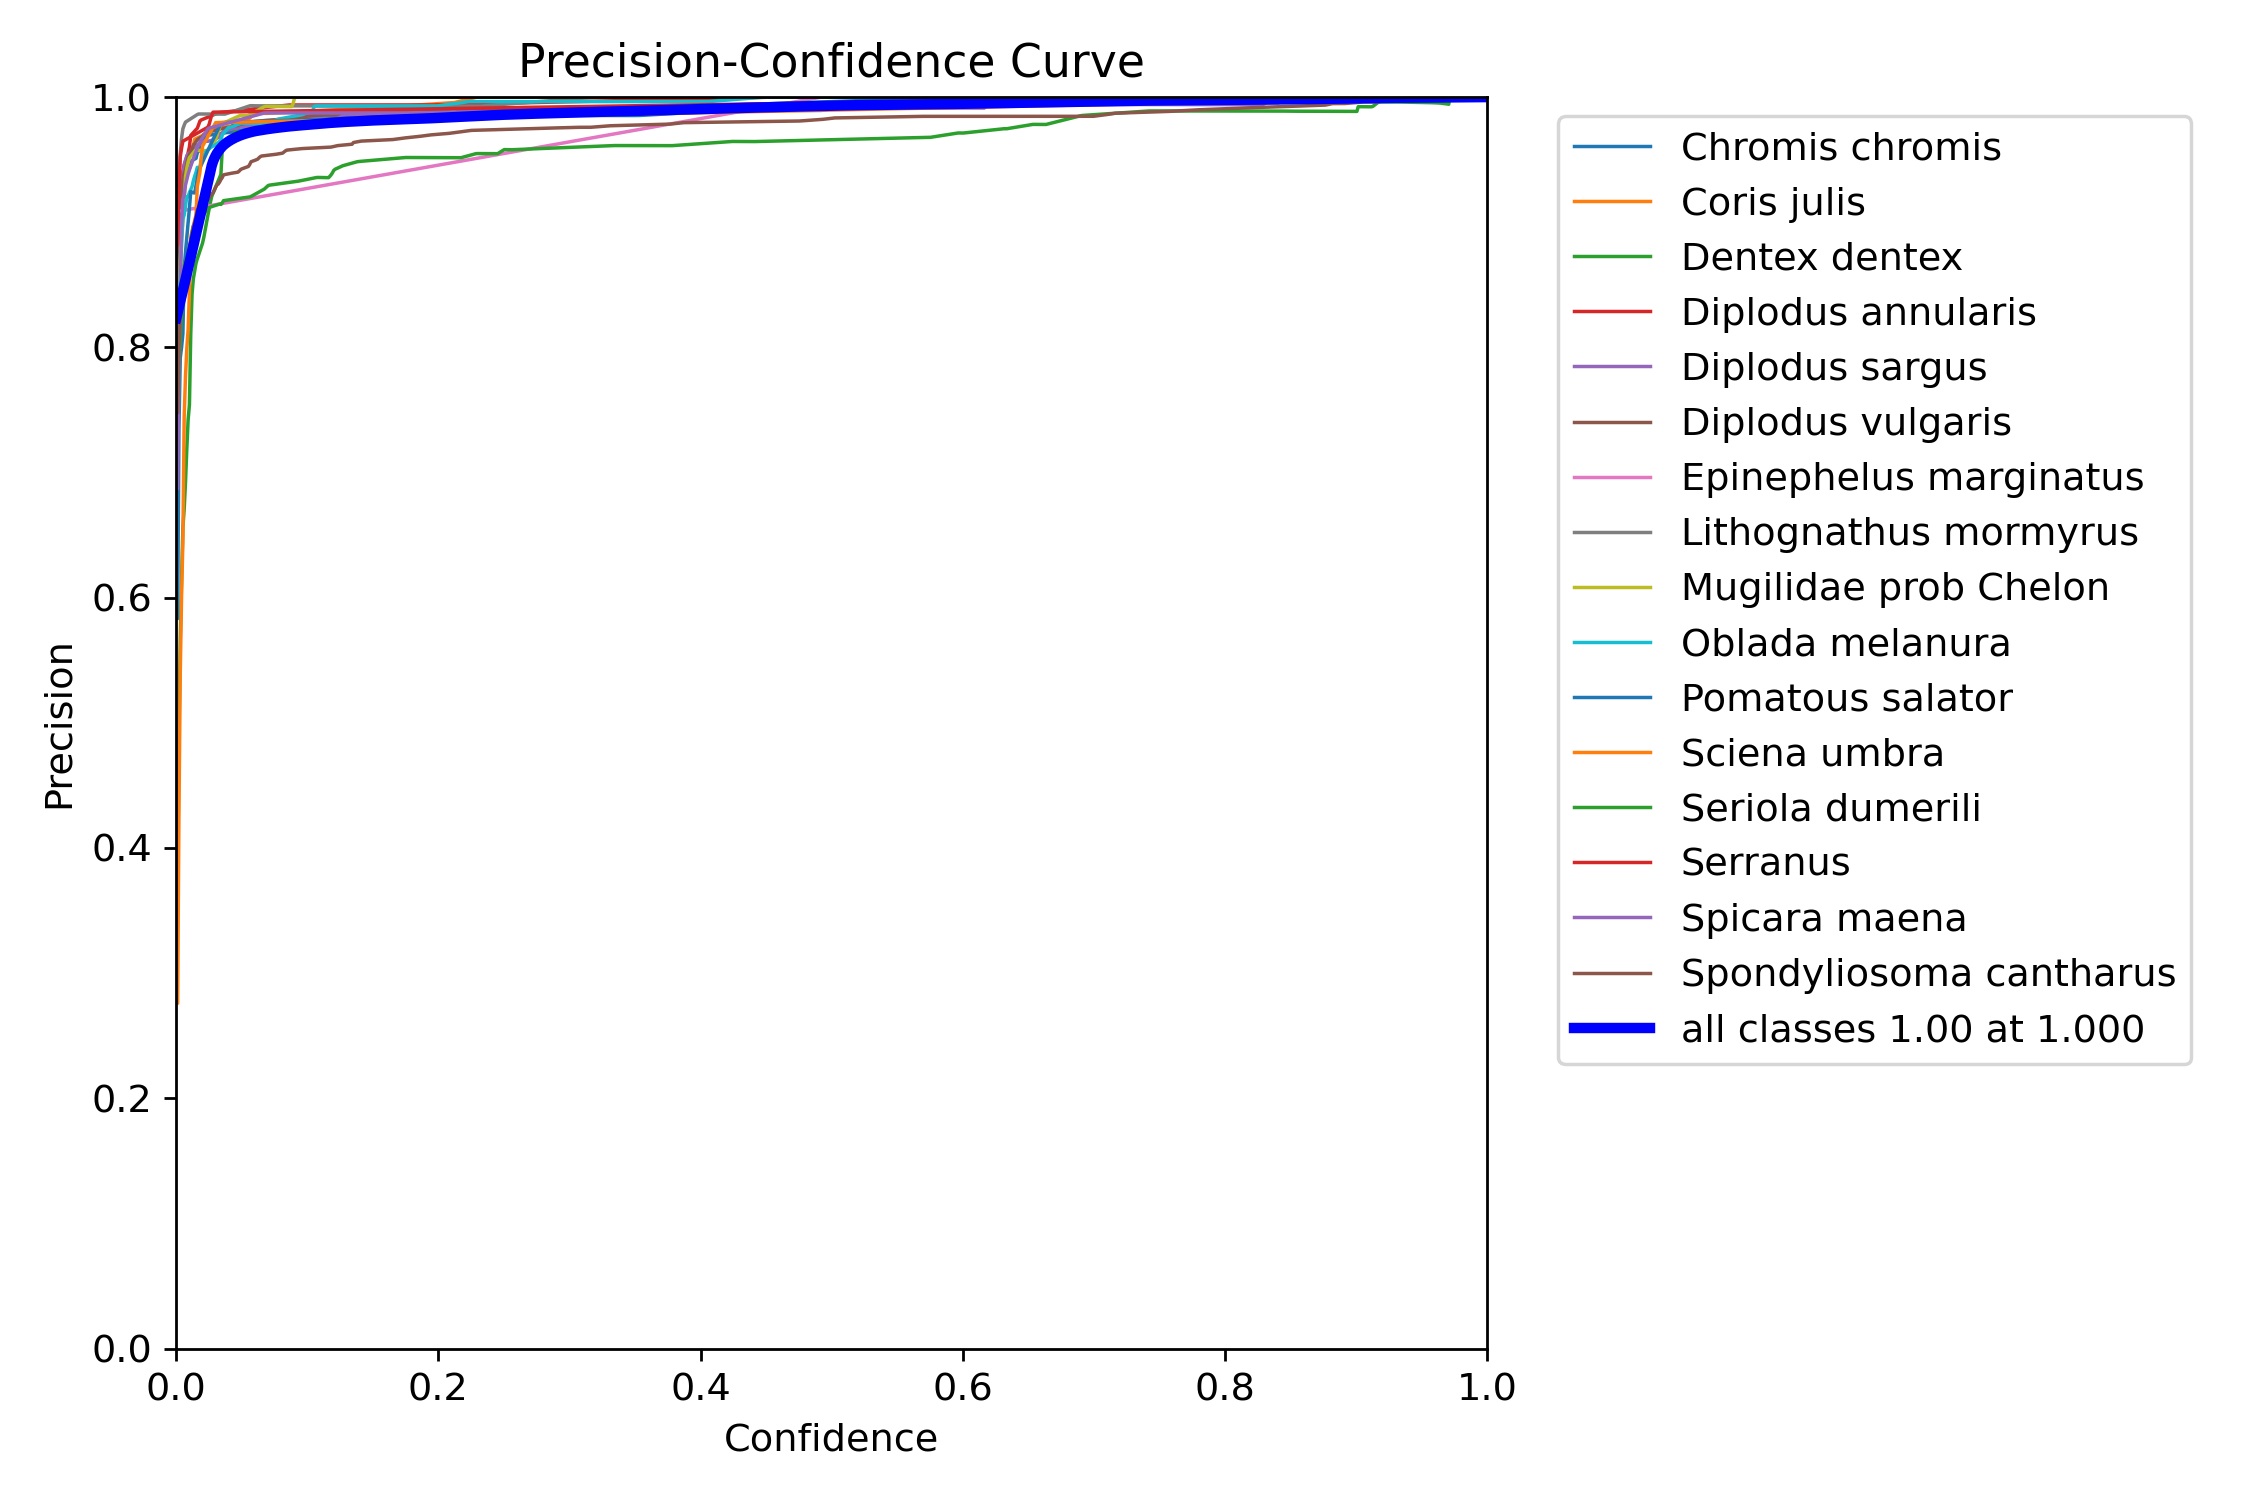 Precision-Confidence Curve
1.0
0.8
0.6
0.4
0.2
0.0
Precision
0.0 0.2 0.4 0.6 0.8 1.0
Confidence
Chromis chromis
Coris julis
Dentex dentex
Diplodus annularis
Diplodus sargus
Diplodus vulgaris
Epinephelus marginatus
Lithognathus mormyrus
Mugilidae prob Chelon
Oblada melanura
Pomatous salator
Sciena umbra
Seriola dumerili
Serranus
Spicara maena
Spondyliosoma cantharus
all classes 1.00 at 1.000